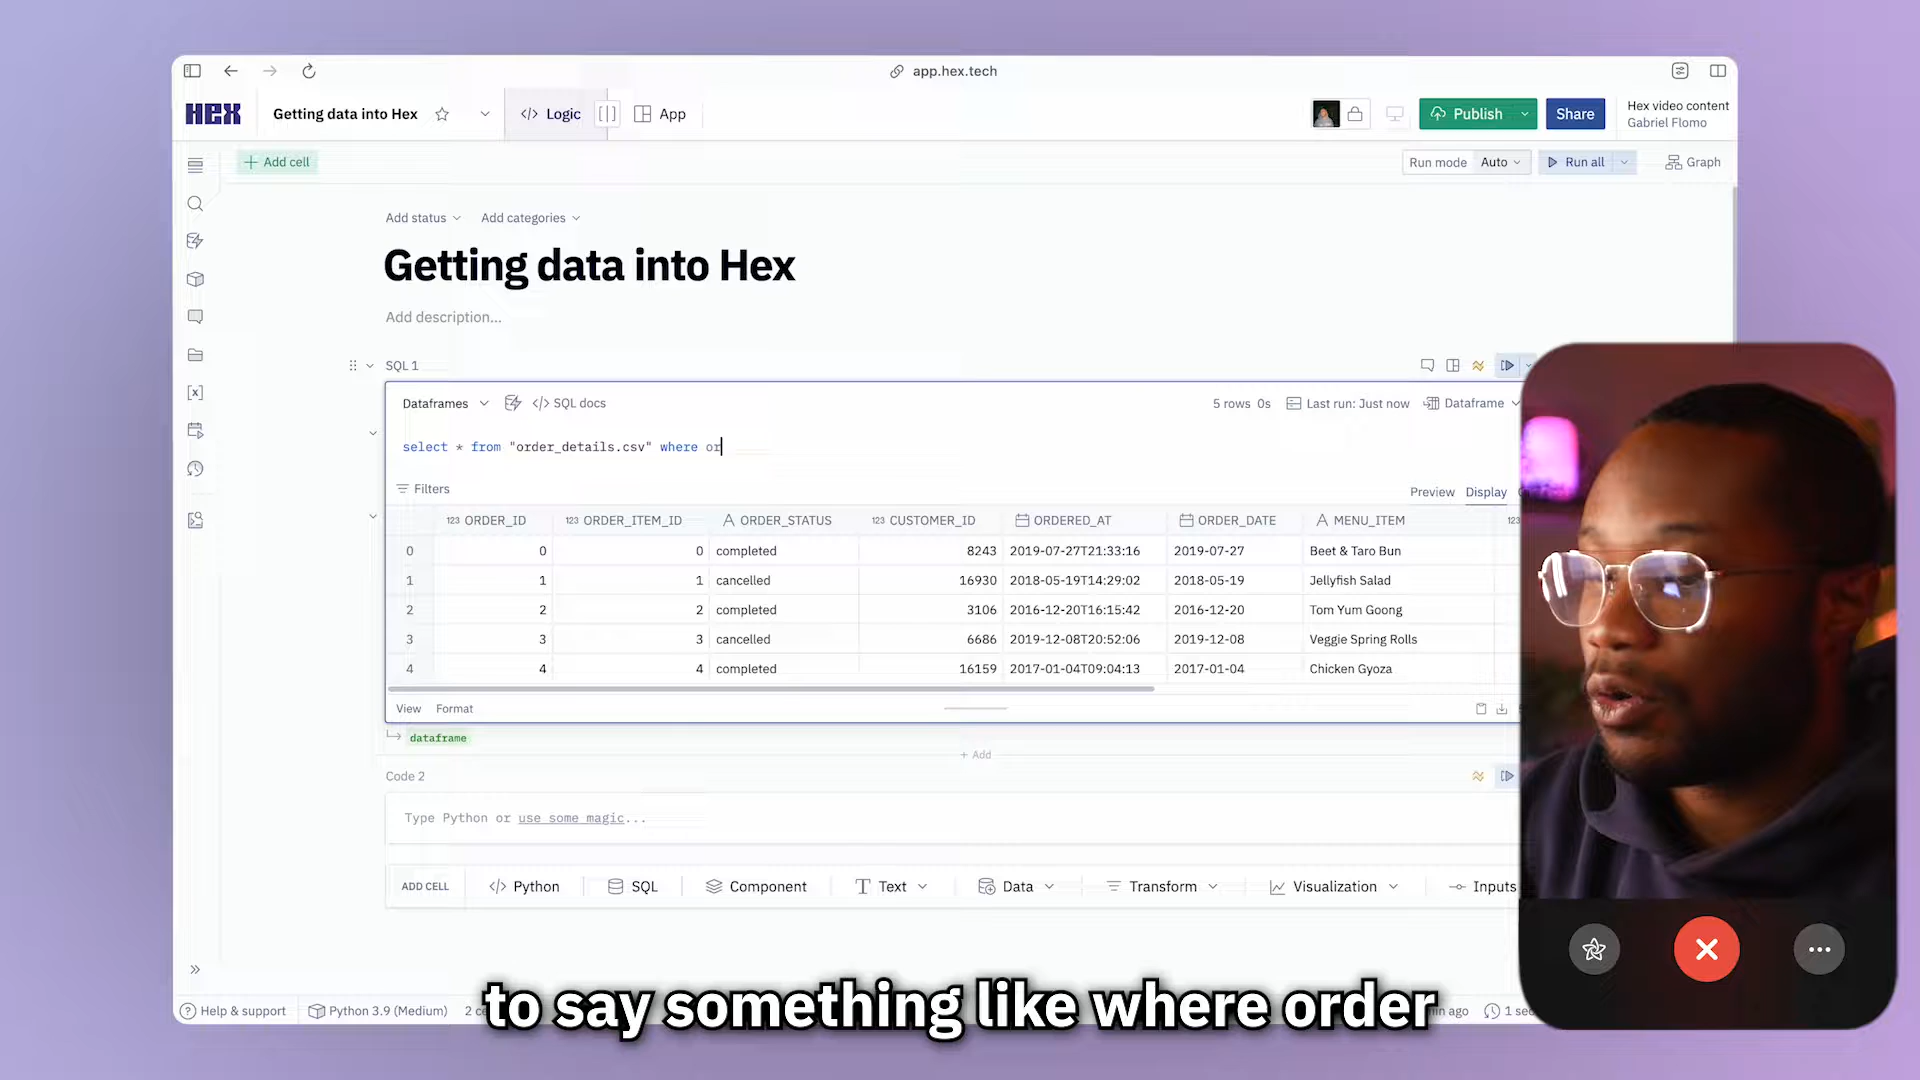 app.hex.tech
HEX
Getting data into Hex
Logic
App
Publish
Share
Hex video content
Gabriel Flomo
Add cell
Run mode Auto
Run all
Graph
Add status
Add categories
Getting data into Hex
Add description...
SQL 1
Dataframes
</> SQL docs
5 rows 0s
Last run: Just now
Dataframe
select * from "order_details.csv" where or
Filters
Preview Display
123 ORDER_ID 123 ORDER_ITEM_ID A ORDER_STATUS 123 CUSTOMER_ID ORDERED_AT ORDER_DATE A MENU_ITEM 123
0 0 0 completed 8243 2019-07-27T21:33:16 2019-07-27 Beet & Taro Bun
1 1 1 cancelled 16930 2018-05-19T14:29:02 2018-05-19 Jellyfish Salad
2 2 2 completed 3106 2016-12-20T16:15:42 2016-12-20 Tom Yum Goong
3 3 3 cancelled 6686 2019-12-08T20:52:06 2019-12-08 Veggie Spring Rolls
4 4 4 completed 16159 2017-01-04T09:04:13 2017-01-04 Chicken Gyoza
View Format
dataframe
+ Add
Code 2
Type Python or use some magic...
ADD CELL </> Python SQL Component Text Data Transform Visualization Inputs
to say something like where order
Help & support
Python 3.9 (Medium)
ago